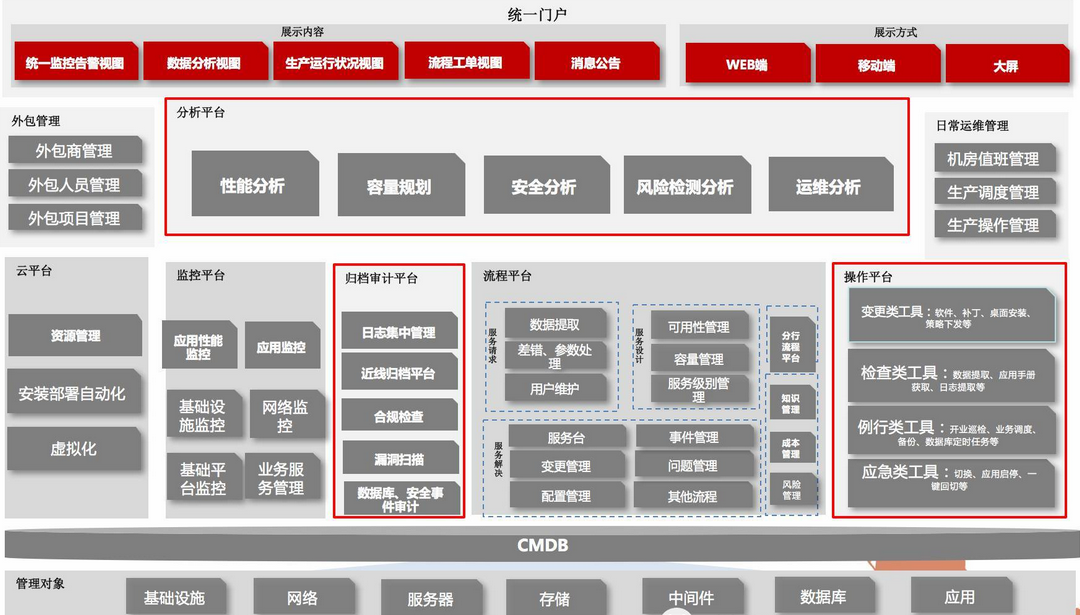 统一门户
展示内容
展示方式
统一监控告警视图
数据分析视图
生产运行状况视图
流程工单视图
消息公告
WEB端
移动端
大屏
外包管理
外包商管理
外包人员管理
外包项目管理
分析平台
性能分析
容量规划
安全分析
风险检测分析
运维分析
日常运维管理
机房值班管理
生产调度管理
生产操作管理
云平台
资源管理
安装部署自动化
虚拟化
监控平台
应用性能
监控
应用监控
基础设
施监控
网络监
控
基础平
台监控
业务服
务管理
归档审计平台
日志集中管理
近线归档平台
合规检查
漏洞扫描
数据库、安全事
件审计
流程平台
服务请求
数据提取
差错、参数处
理
用户维护
服务设计
可用性管理
容量管理
服务级别管
理
分行
流程
平台
服务解决
服务台
事件管理
变更管理
问题管理
配置管理
其他流程
知识
管理
成本
管理
风险
管理
操作平台
变更类工具：软件、补丁、桌面安装、
策略下发等
检查类工具：数据提取、应用手册
获取、日志提取等
例行类工具：开业巡检、业务调度、
备份、数据库定时任务等
应急类工具：切换、应用启停、一
键回切等
CMDB
管理对象
基础设施
网络
服务器
存储
中间件
数据库
应用